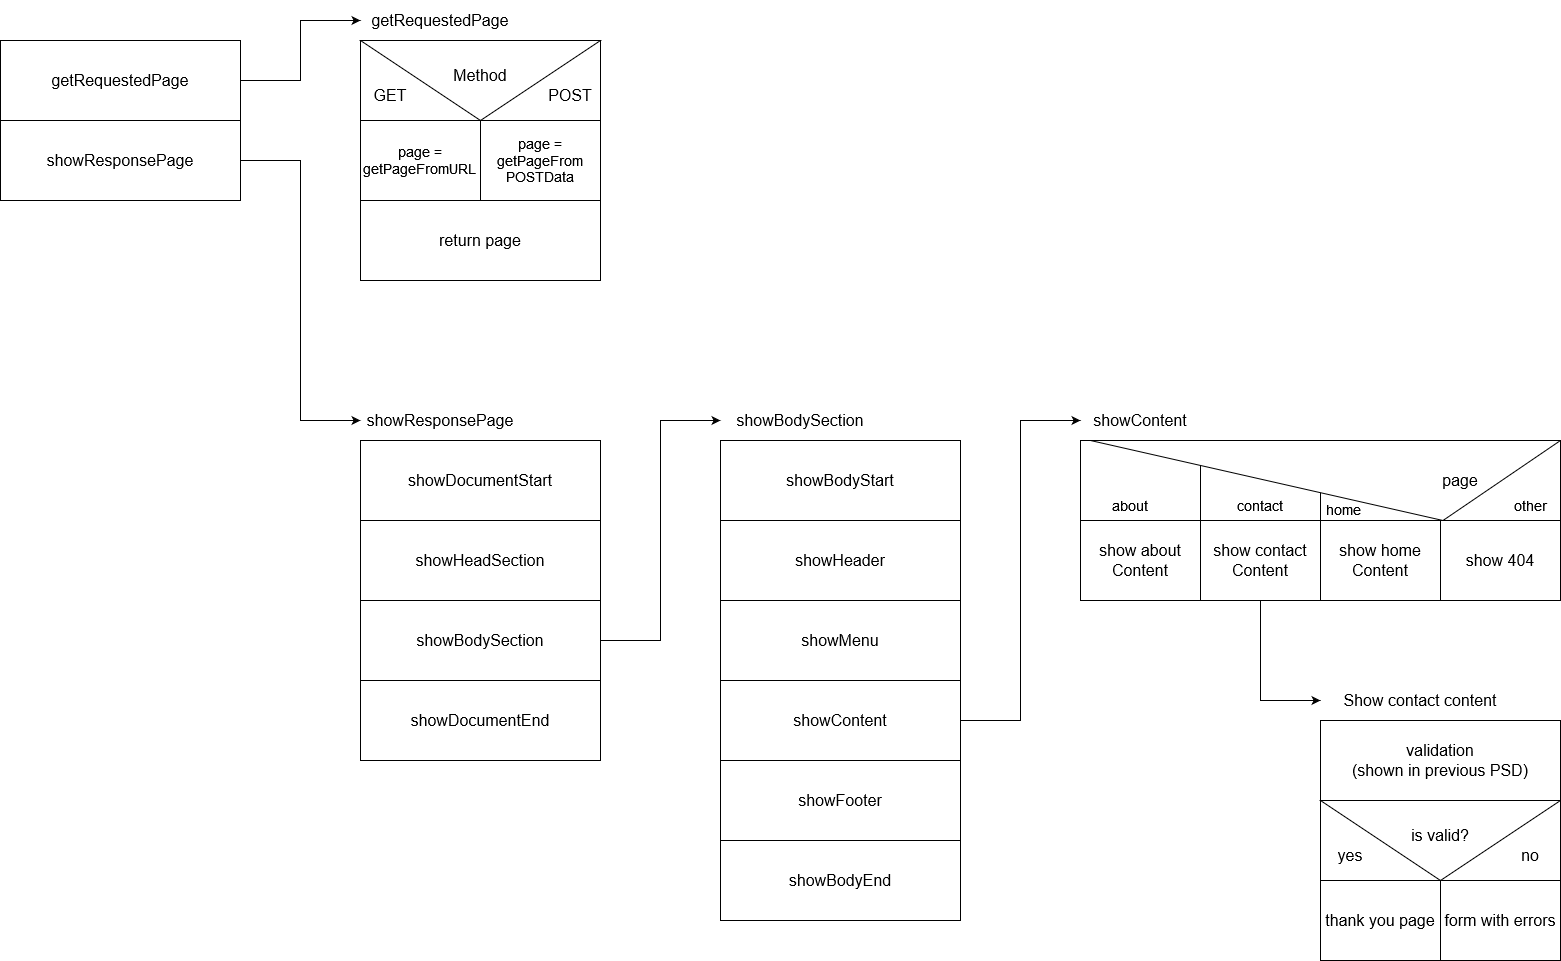 getRequestedPage
showResponsePage
getRequestedPage
Method
GET
POST
page =
getPageFromURL
page =
getPageFrom
POSTData
return page
showResponsePage
showDocumentStart
showHeadSection
showBodySection
showDocumentEnd
showBodySection
showBodyStart
showHeader
showMenu
showContent
showFooter
showBodyEnd
showContent
page
about
contact
home
other
show about
Content
show contact
Content
show home
Content
show 404
Show contact content
validation
(shown in previous PSD)
is valid?
yes
no
thank you page
form with errors